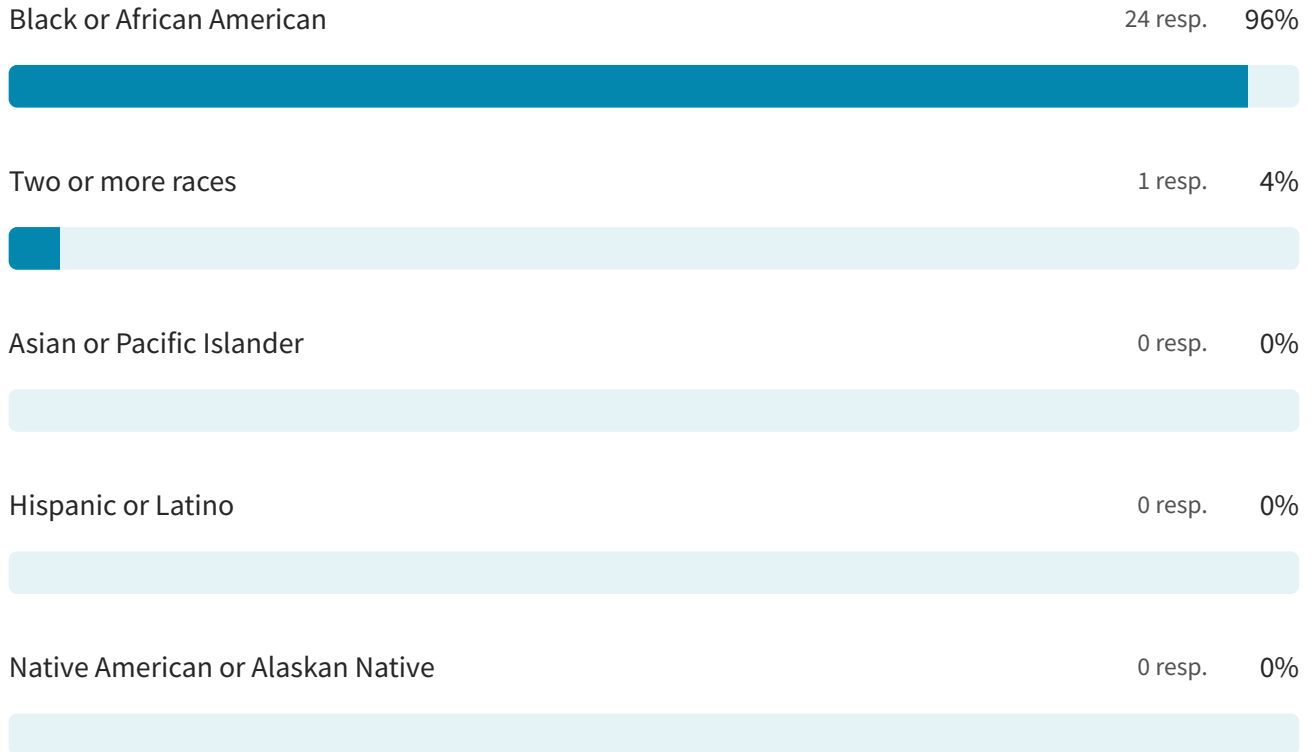 Black or African American 24 resp. 96%
Two or more races 1 resp. 4%
Asian or Pacific Islander 0 resp. 0%
Hispanic or Latino 0 resp. 0%
Native American or Alaskan Native 0 resp. 0%